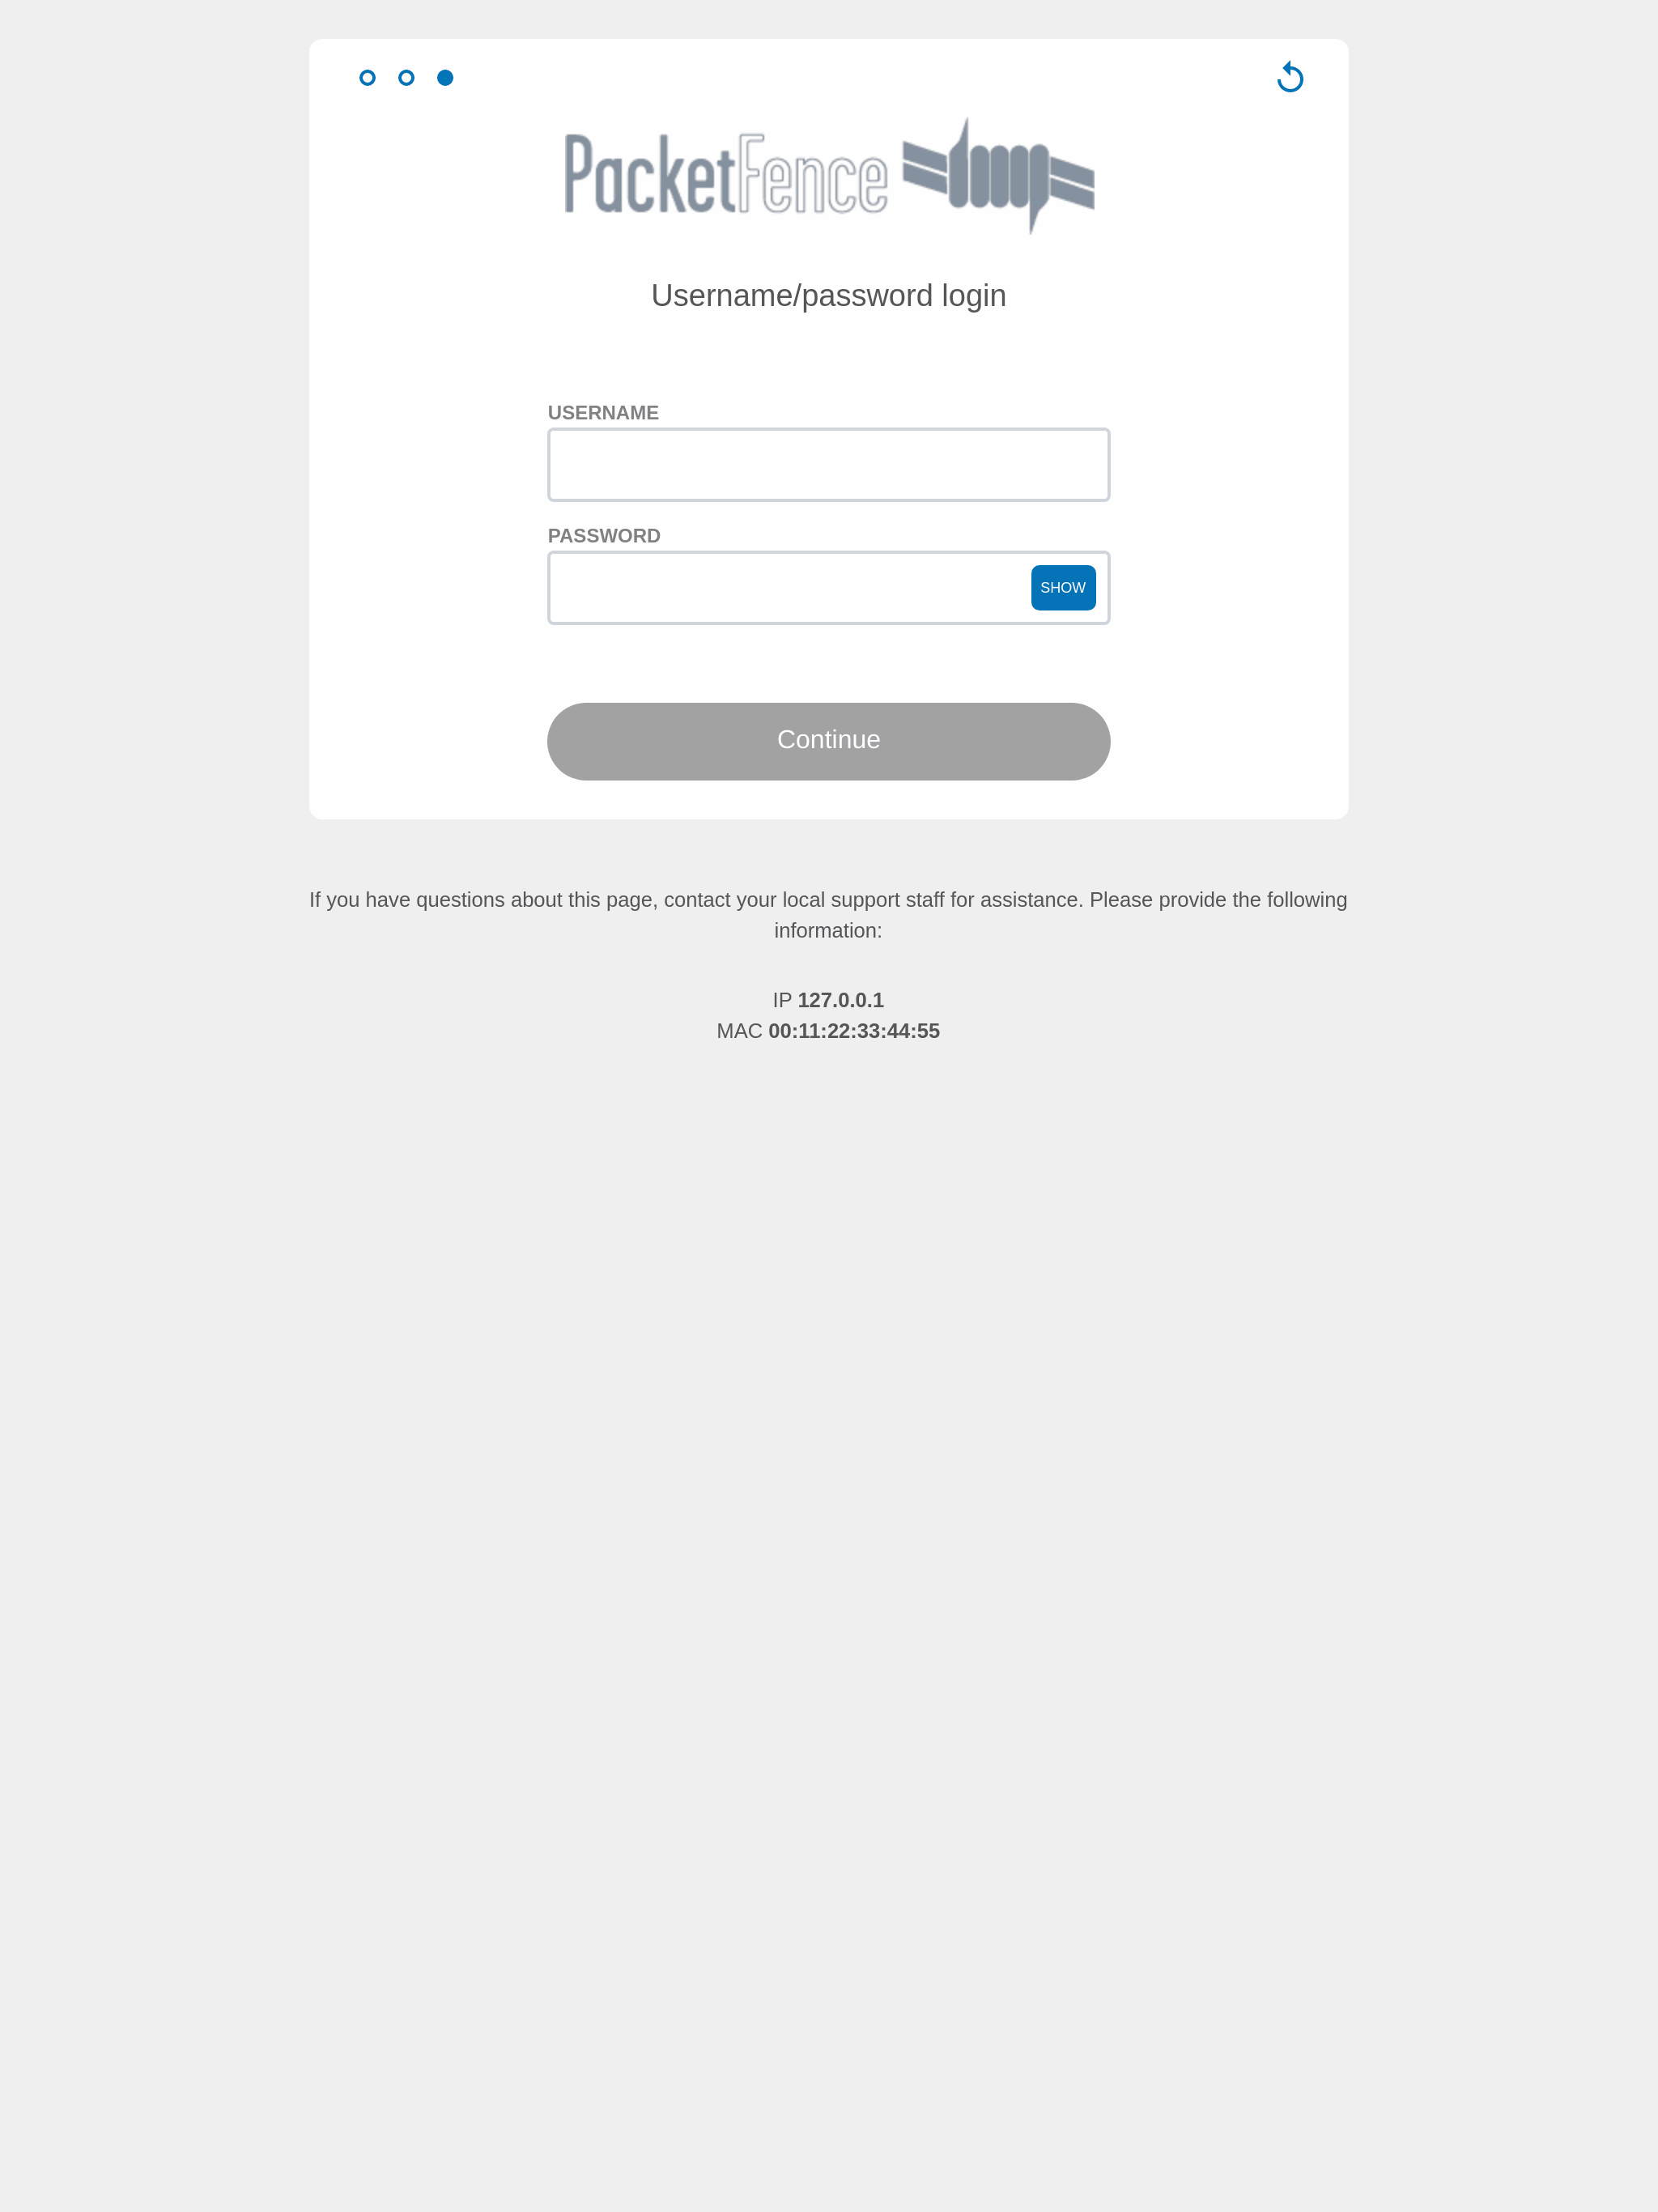 PacketFence
Username/password login
USERNAME
PASSWORD
SHOW
Continue
If you have questions about this page, contact your local support staff for assistance. Please provide the following
information:
IP 127.0.0.1
MAC 00:11:22:33:44:55